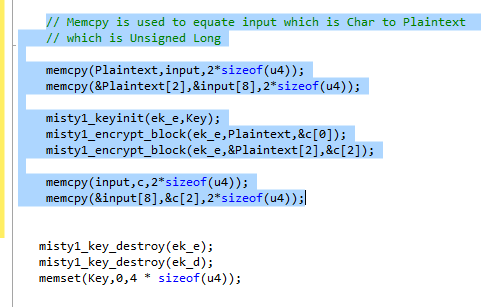 // Memcpy is used to equate input which is Char to Plaintext
// which is Unsigned Long
memcpy(Plaintext,input,2*sizeof(u4));
memcpy(&Plaintext[2],&input[8],2*sizeof(u4));
misty1_keyinit(ek_e,Key);
misty1_encrypt_block(ek_e,Plaintext,&c[0]);
misty1_encrypt_block(ek_e,&Plaintext[2],&c[2]);
memcpy(input,c,2*sizeof(u4));
memcpy(&input[8],&c[2],2*sizeof(u4));
misty1_key_destroy(ek_e);
misty1_key_destroy(ek_d);
memset(Key,0,4 * sizeof(u4));